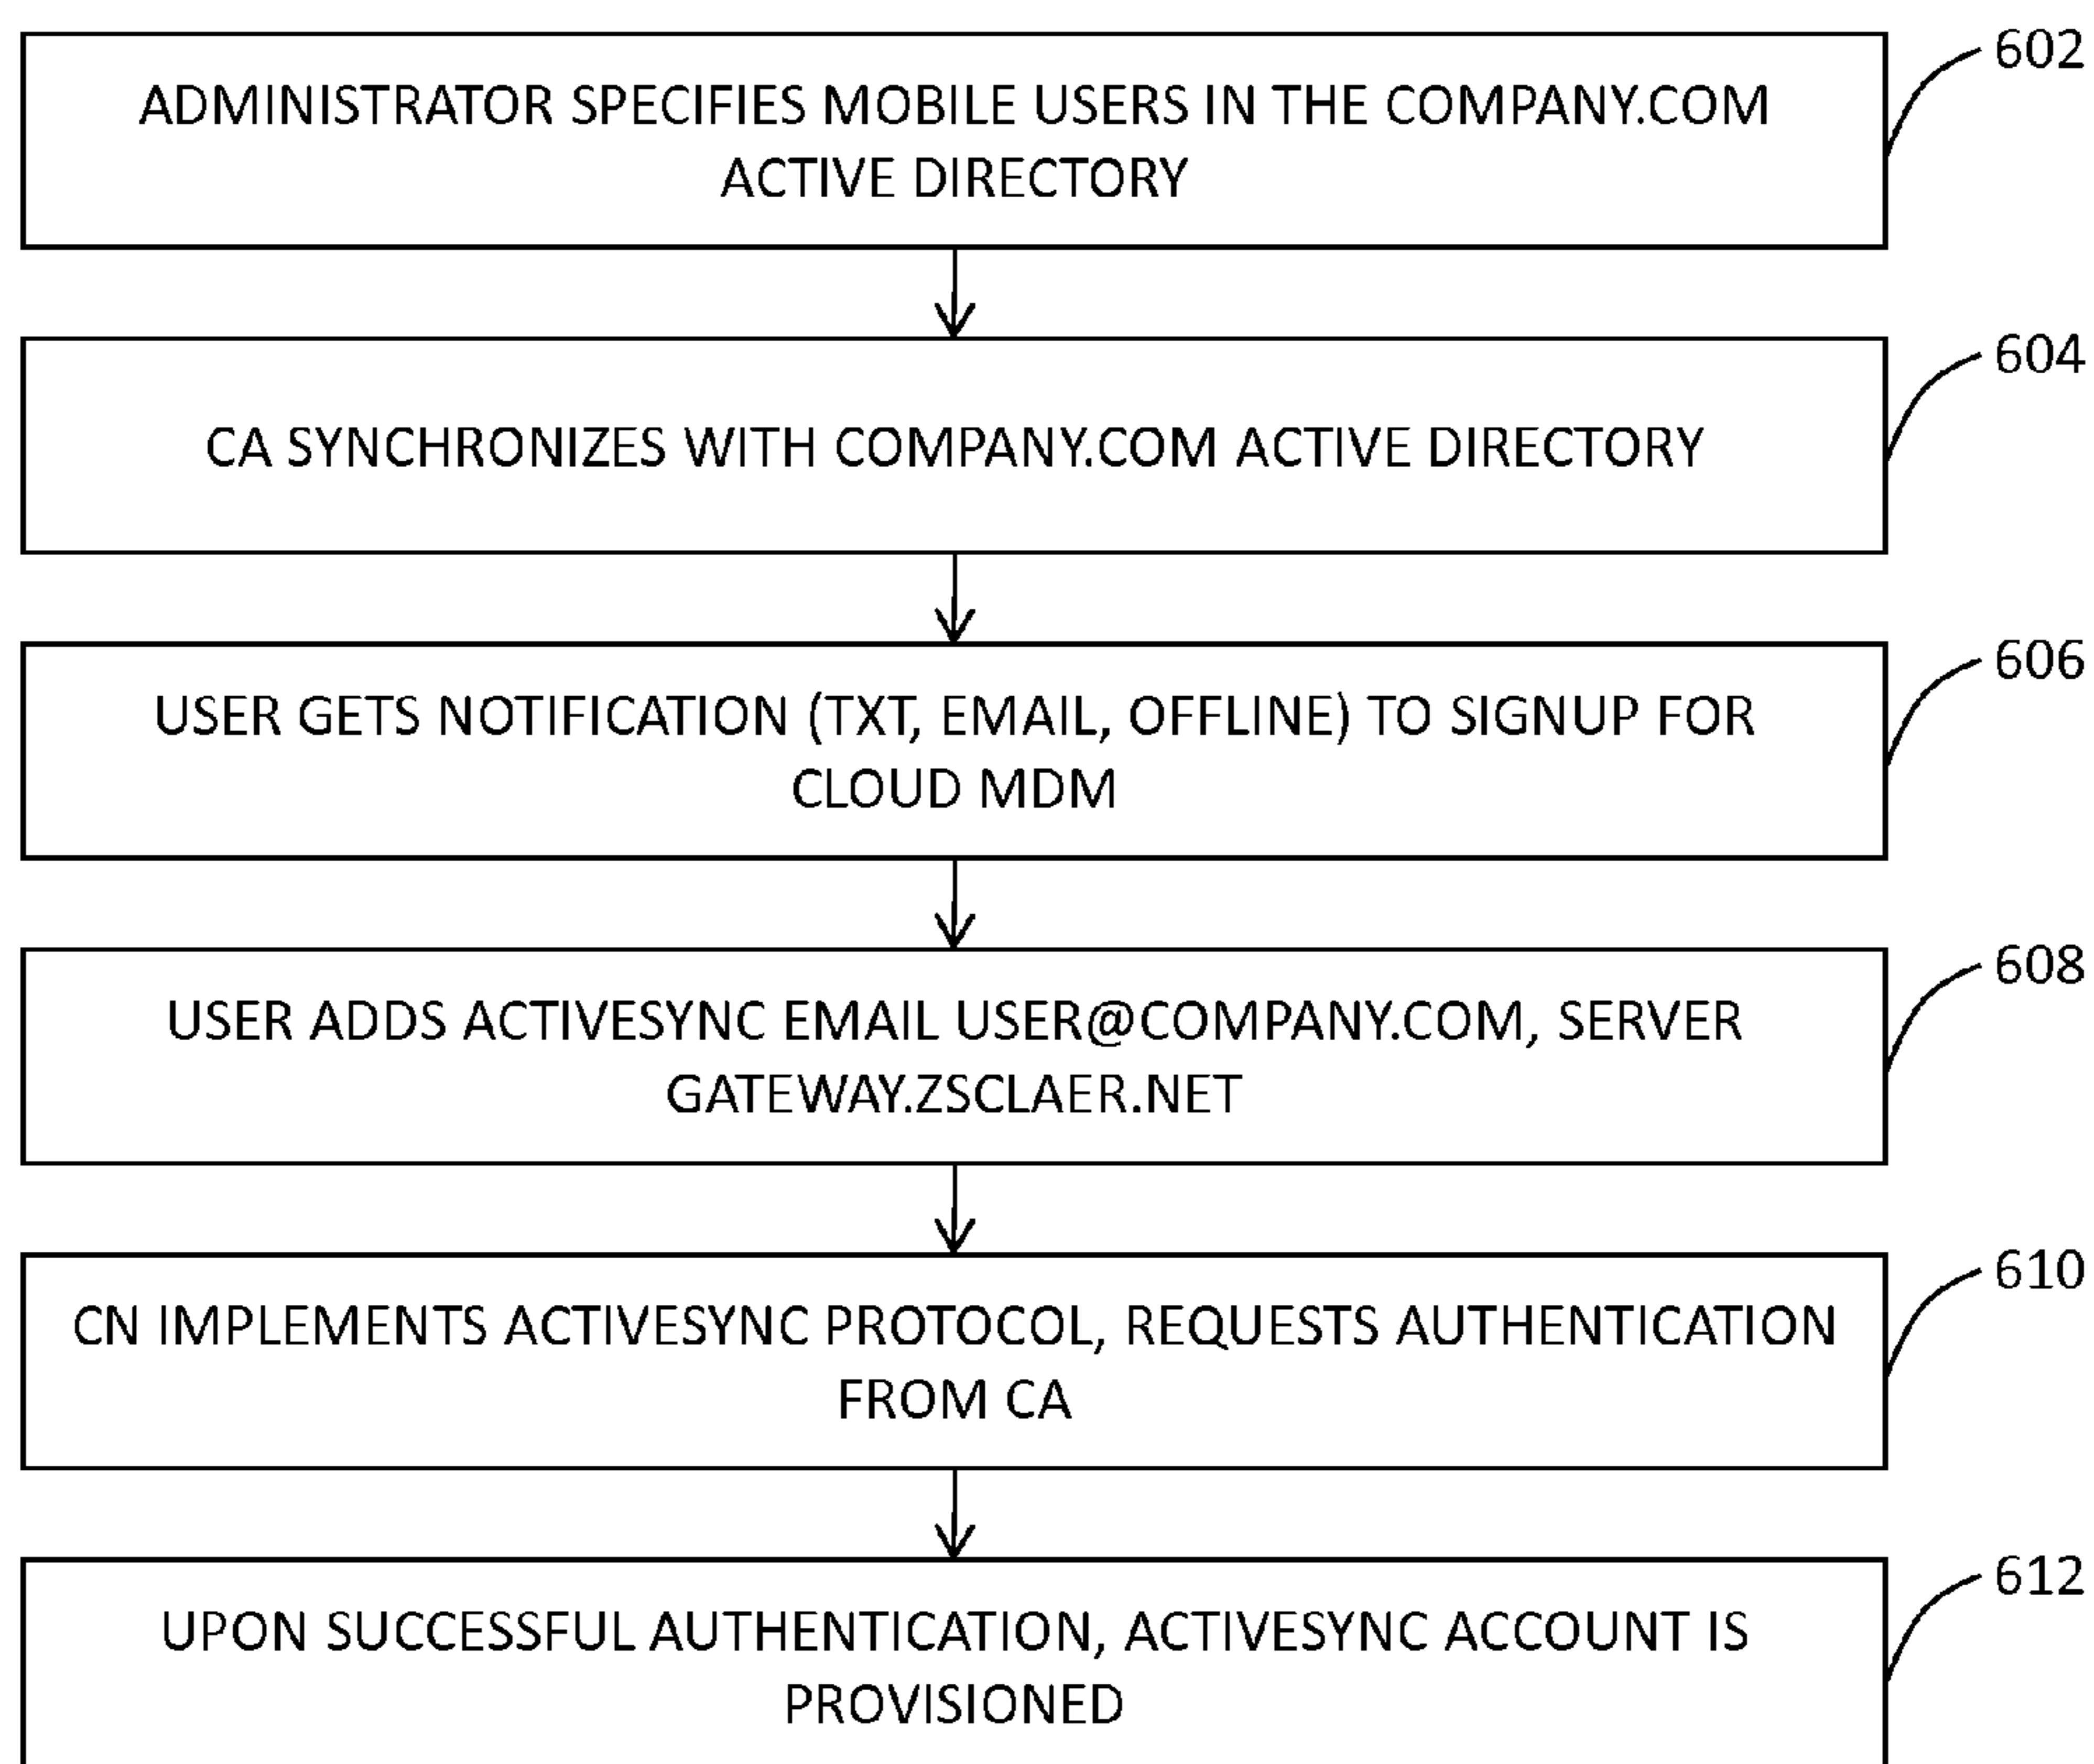 602
ADMINISTRATOR SPECIFIES MOBILE USERS IN THE COMPANY.COM
ACTIVE DIRECTORY
604
CA SYNCHRONIZES WITH COMPANY.COM ACTIVE DIRECTORY
606
USER GETS NOTIFICATION (TXT, EMAIL, OFFLINE) TO SIGNUP FOR
CLOUD MDM
608
USER ADDS ACTIVESYNC EMAIL USER@COMPANY.COM, SERVER
GATEWAY.ZSCLAER.NET
610
CN IMPLEMENTS ACTIVESYNC PROTOCOL, REQUESTS AUTHENTICATION
FROM CA
612
UPON SUCCESSFUL AUTHENTICATION, ACTIVESYNC ACCOUNT IS
PROVISIONED